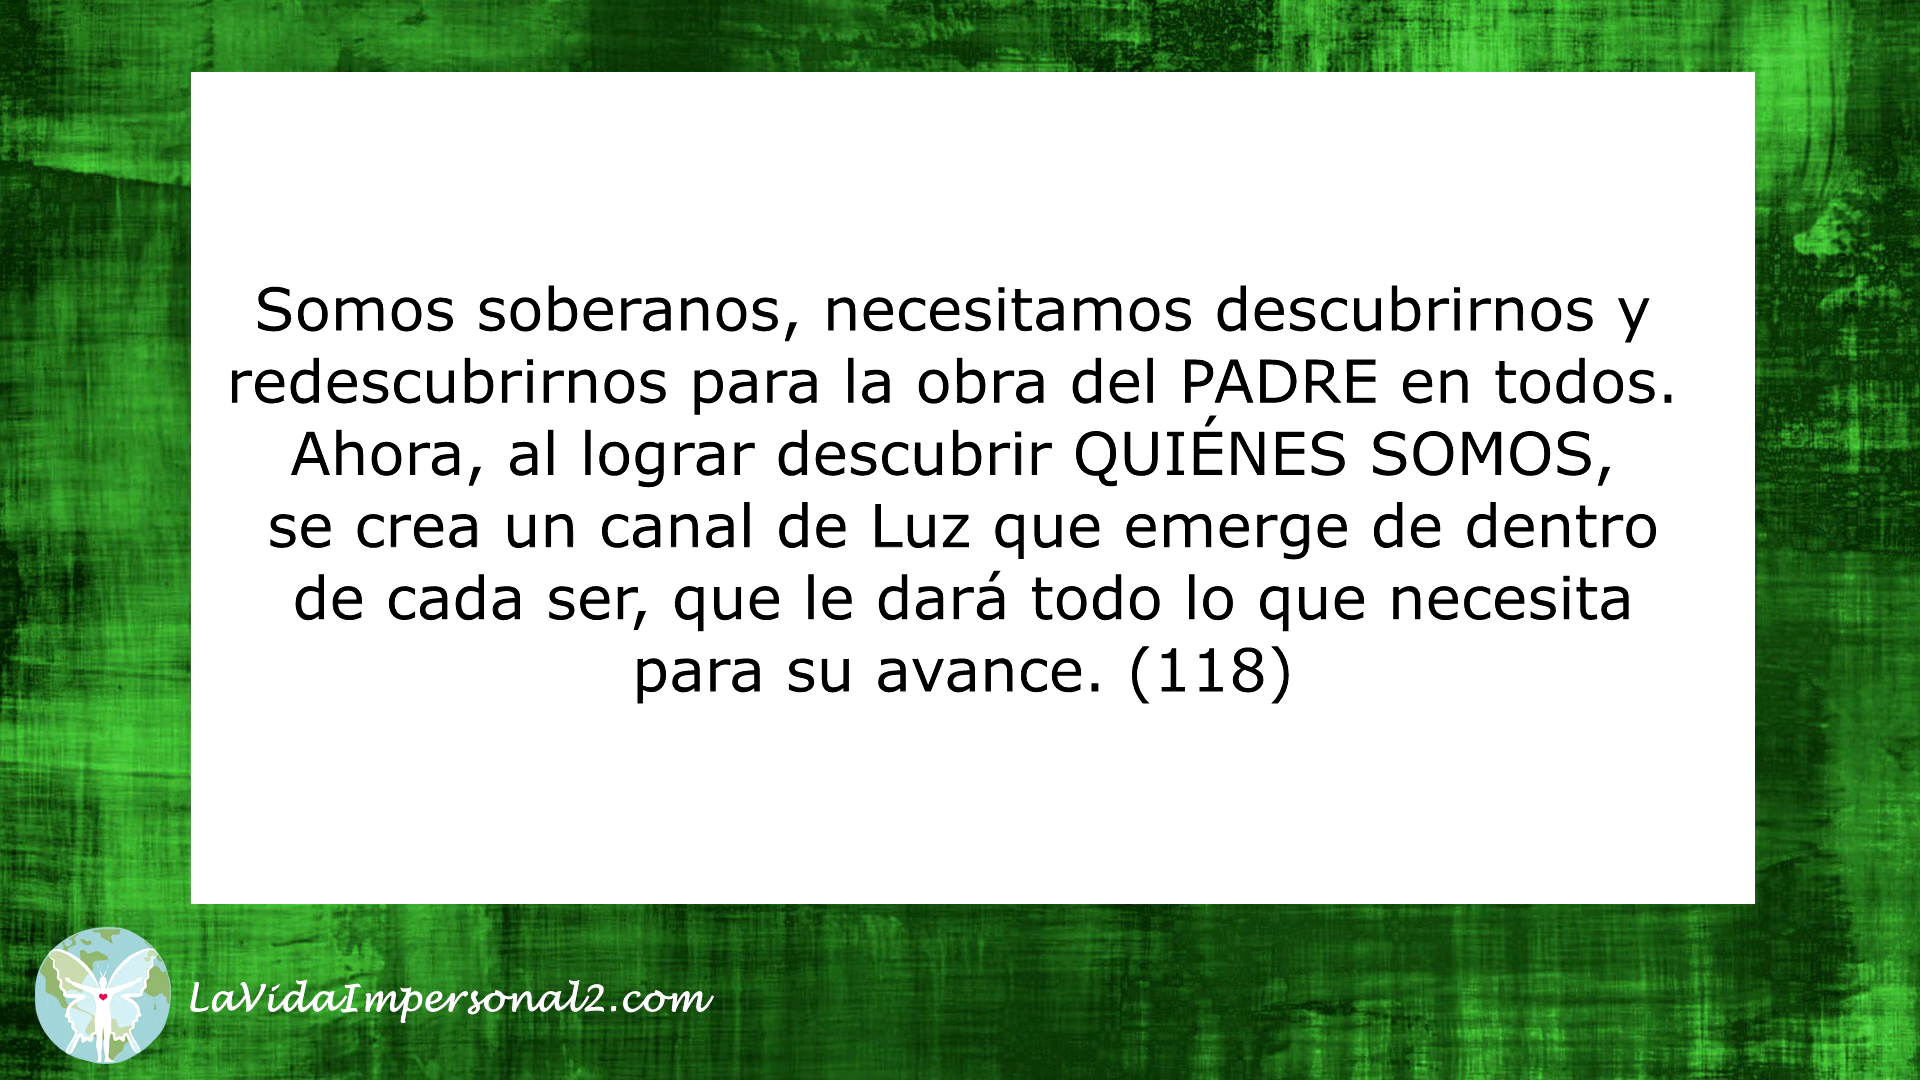 Somos soberanos, necesitamos descubrirnos y
redescubrirnos para la obra del PADRE en todos.
Ahora, al lograr descubrir QUIÉNES SOMOS,
se crea un canal de Luz que emerge de dentro
de cada ser, que le dará todo lo que necesita
para su avance. (118)
LaVidaImpersonal2.com